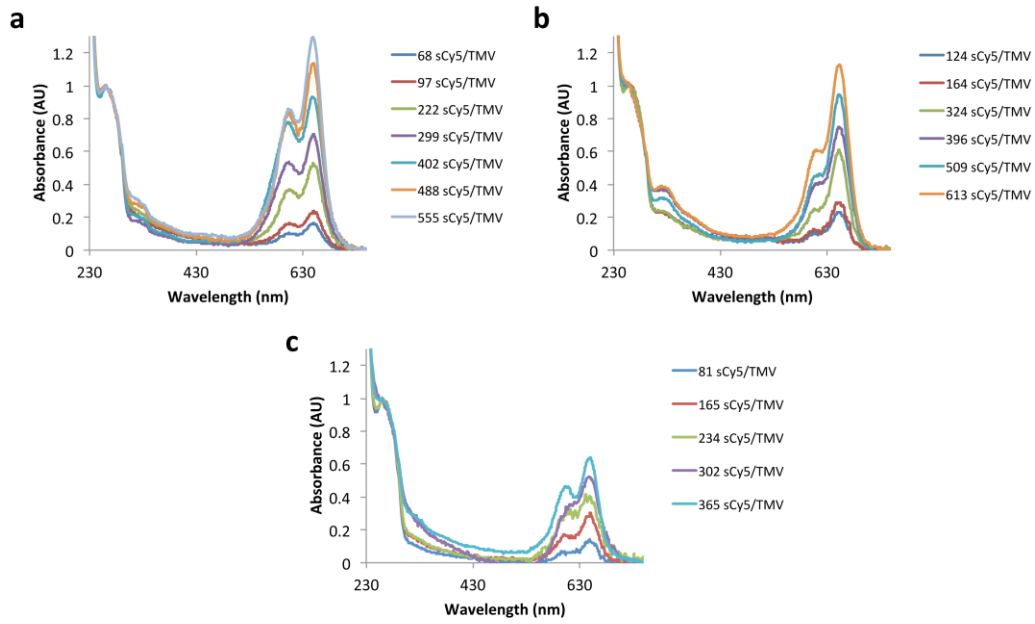 a
Absorbance (AU)
1.2
1
0.8
0.6
0.4
0.2
0
230
430
630
Wavelength (nm)
68 sCy5/TMV
97 sCy5/TMV
222 sCy5/TMV
299 sCy5/TMV
402 sCy5/TMV
488 sCy5/TMV
555 sCy5/TMV
b
Absorbance (AU)
1.2
1
0.8
0.6
0.4
0.2
0
230
430
630
Wavelength (nm)
124 sCy5/TMV
164 sCy5/TMV
324 sCy5/TMV
396 sCy5/TMV
509 sCy5/TMV
613 sCy5/TMV
c
Absorbance (AU)
1.2
1
0.8
0.6
0.4
0.2
0
230
430
630
Wavelength (nm)
81 sCy5/TMV
165 sCy5/TMV
234 sCy5/TMV
302 sCy5/TMV
365 sCy5/TMV